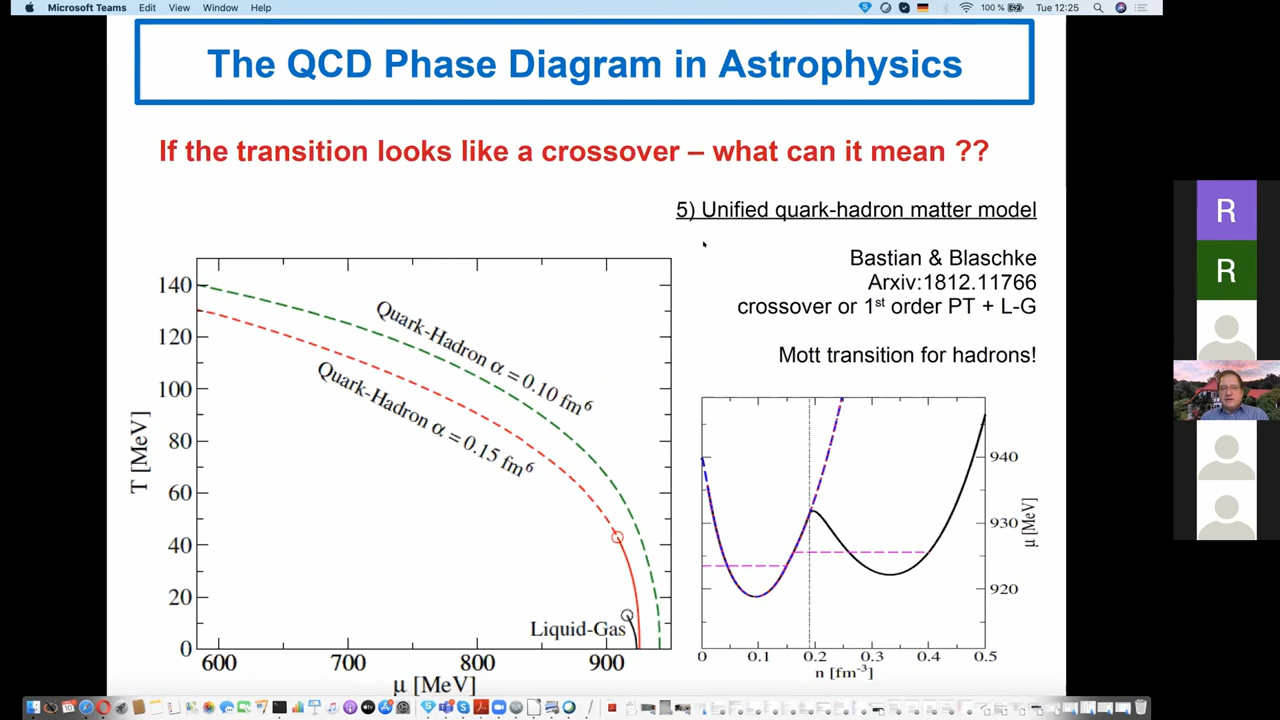 Microsoft Teams Edit View Window Help
100 % Tue 12:25
The QCD Phase Diagram in Astrophysics
If the transition looks like a crossover – what can it mean ??
5) Unified quark-hadron matter model
Bastian & Blaschke
Arxiv:1812.11766
crossover or 1st order PT + L-G
Mott transition for hadrons!
140
120
100
80
60
40
20
0
T [MeV]
Quark-Hadron α = 0.10 fm⁶
Quark-Hadron α = 0.15 fm⁶
Liquid-Gas
600 700 800 900
μ [MeV]
940
930
920
μ [MeV]
0 0.1 0.2 0.3 0.4 0.5
n [fm⁻³]
R
R